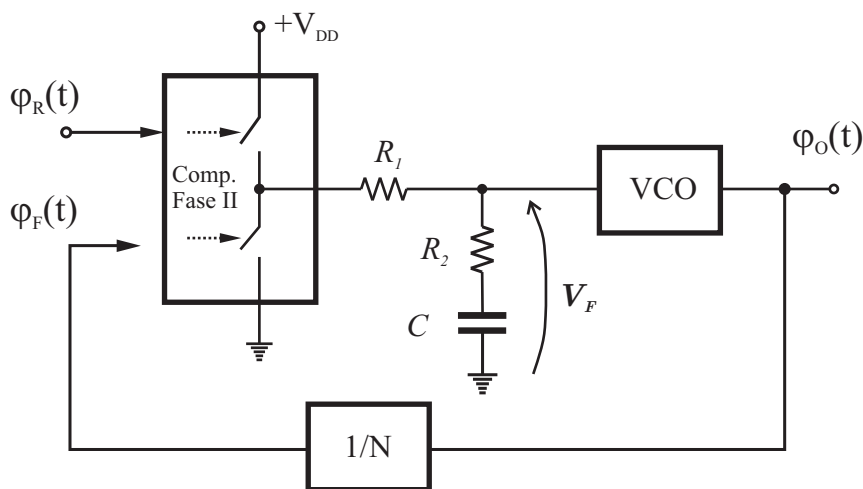 +V_DD
φ_R(t)
Comp.
Fase II
R_1
φ_F(t)
R_2
C
V_F
VCO
φ_O(t)
1/N